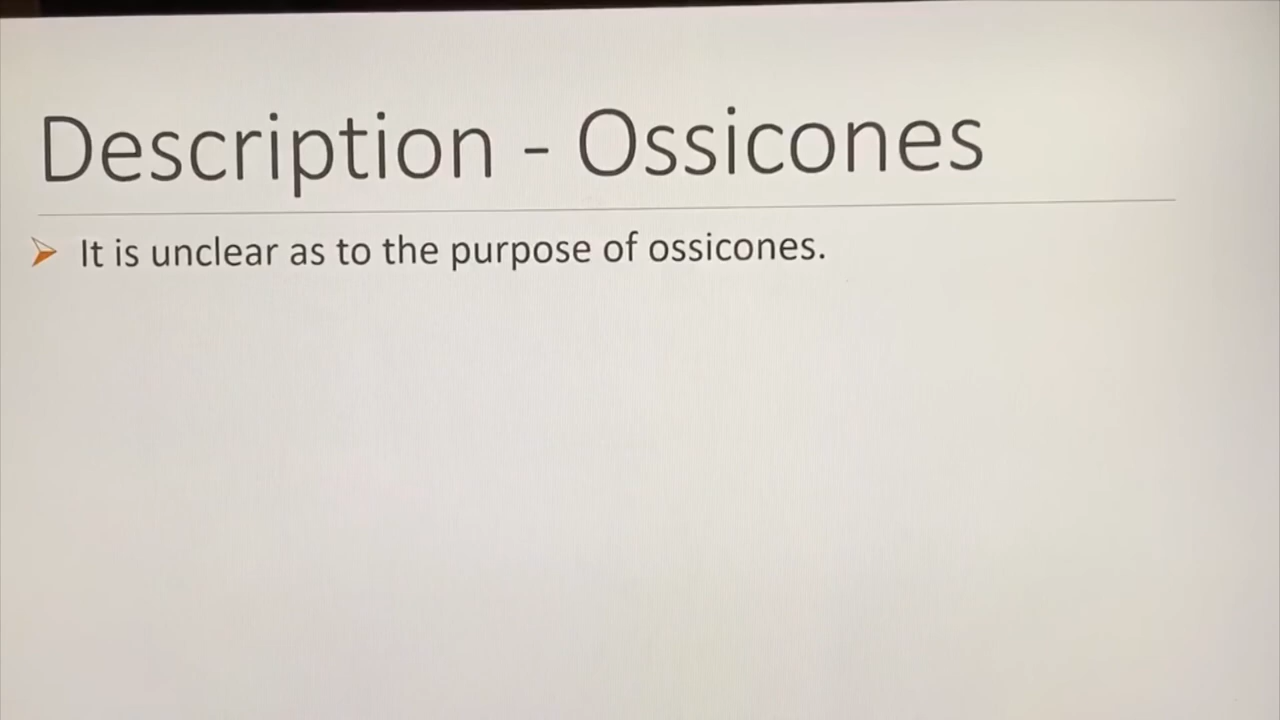 Description - Ossicones
It is unclear as to the purpose of ossicones.